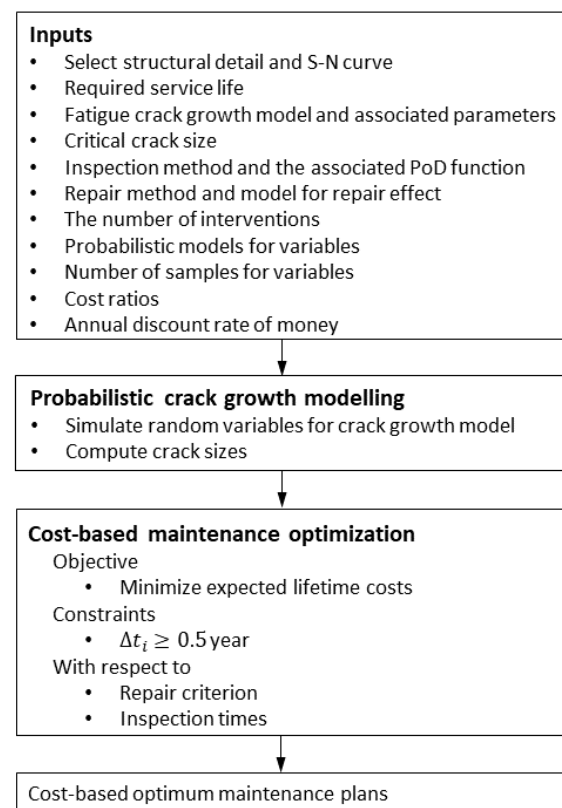 Inputs
• Select structural detail and S-N curve
• Required service life
• Fatigue crack growth model and associated parameters
• Critical crack size
• Inspection method and the associated PoD function
• Repair method and model for repair effect
• The number of interventions
• Probabilistic models for variables
• Number of samples for variables
• Cost ratios
• Annual discount rate of money
Probabilistic crack growth modelling
• Simulate random variables for crack growth model
• Compute crack sizes
Cost-based maintenance optimization
Objective
• Minimize expected lifetime costs
Constraints
• Δtᵢ ≥ 0.5 year
With respect to
• Repair criterion
• Inspection times
Cost-based optimum maintenance plans